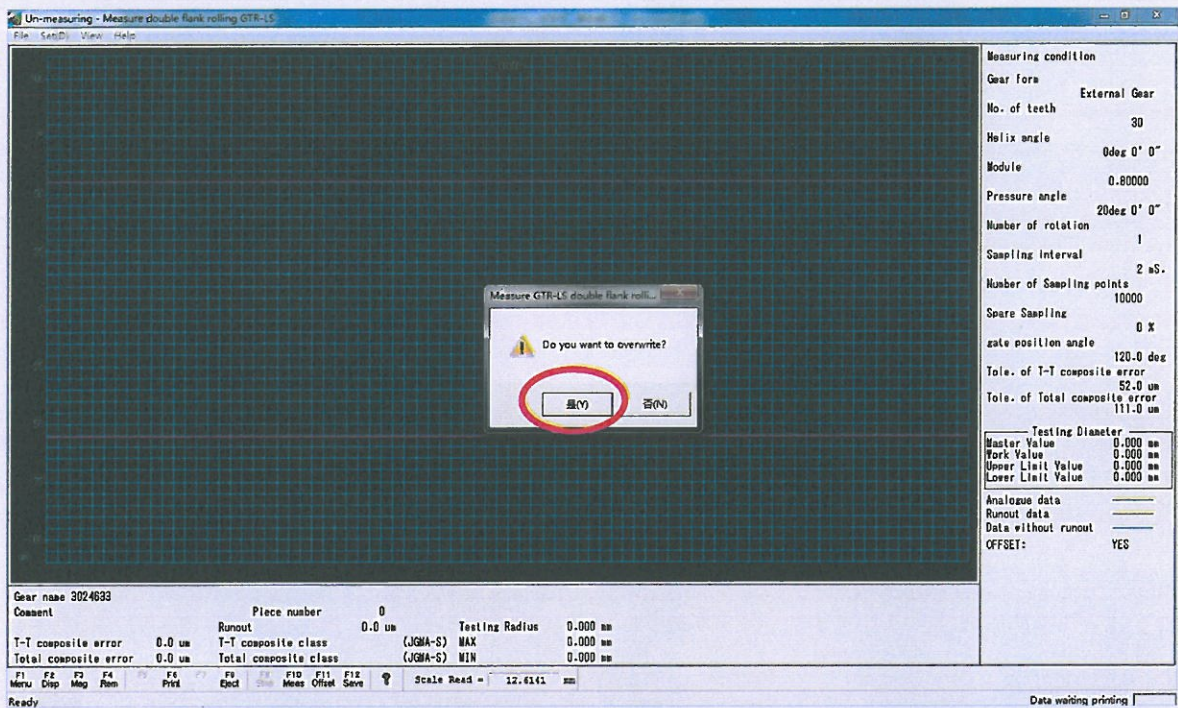 Un-measuring - Measure double flank rolling GTR-LS
File Set(D) View Help
Measuring condition
Gear form
External Gear
No. of teeth
30
Helix angle
0deg 0' 0"
Module
0.80000
Pressure angle
20deg 0' 0"
Number of rotation
1
Sampling interval
2 mS.
Number of Sampling points
10000
Spare Sampling
0 %
gate position angle
120.0 deg
Tole. of T-T composite error
52.0 um
Tole. of Total composite error
111.0 um
Testing Diameter
Master Value 0.000 mm
Work Value 0.000 mm
Upper Limit Value 0.000 mm
Lower Limit Value 0.000 mm
Analogue data
Runout data
Data without runout
OFFSET: YES
Measure GTR-LS double flank rolli...
Do you want to overwrite?
是(Y) 否(N)
Gear name 3024633
Comment Piece number 0
Runout 0.0 um Testing Radius 0.000 mm
T-T composite error 0.0 um T-T composite class (JGMA-S) MAX 0.000 mm
Total composite error 0.0 um Total composite class (JGMA-S) MIN 0.000 mm
F1 F2 F3 F4 F5 F6 F7 F8 F9 F10 F11 F12
Menu Disp Mag Rem Print Eject Stop Meas Offset Save ? Scale Read = 12.6141 mm
Ready Data waiting printing